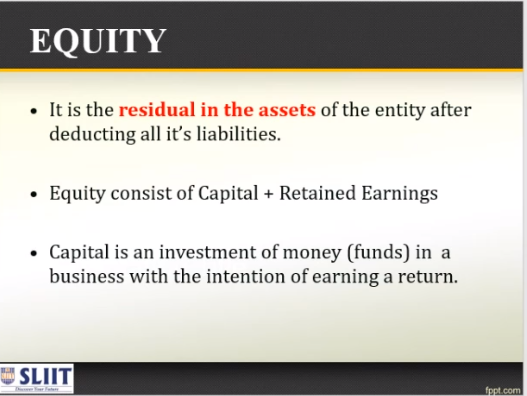 EQUITY
• It is the residual in the assets of the entity after
deducting all it's liabilities.
• Equity consist of Capital + Retained Earnings
• Capital is an investment of money (funds) in a
business with the intention of earning a return.
SLIIT
Discover Your Future
fppt.com